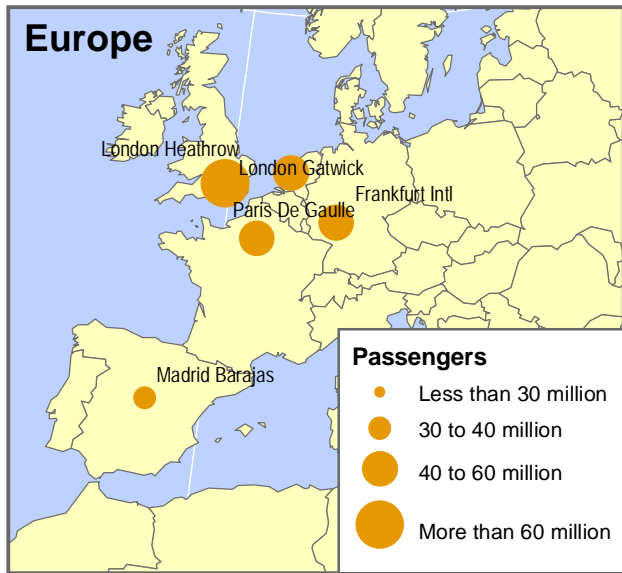 Europe
London Heathrow
London Gatwick
Paris De Gaulle
Frankfurt Intl
Madrid Barajas
Passengers
Less than 30 million
30 to 40 million
40 to 60 million
More than 60 million